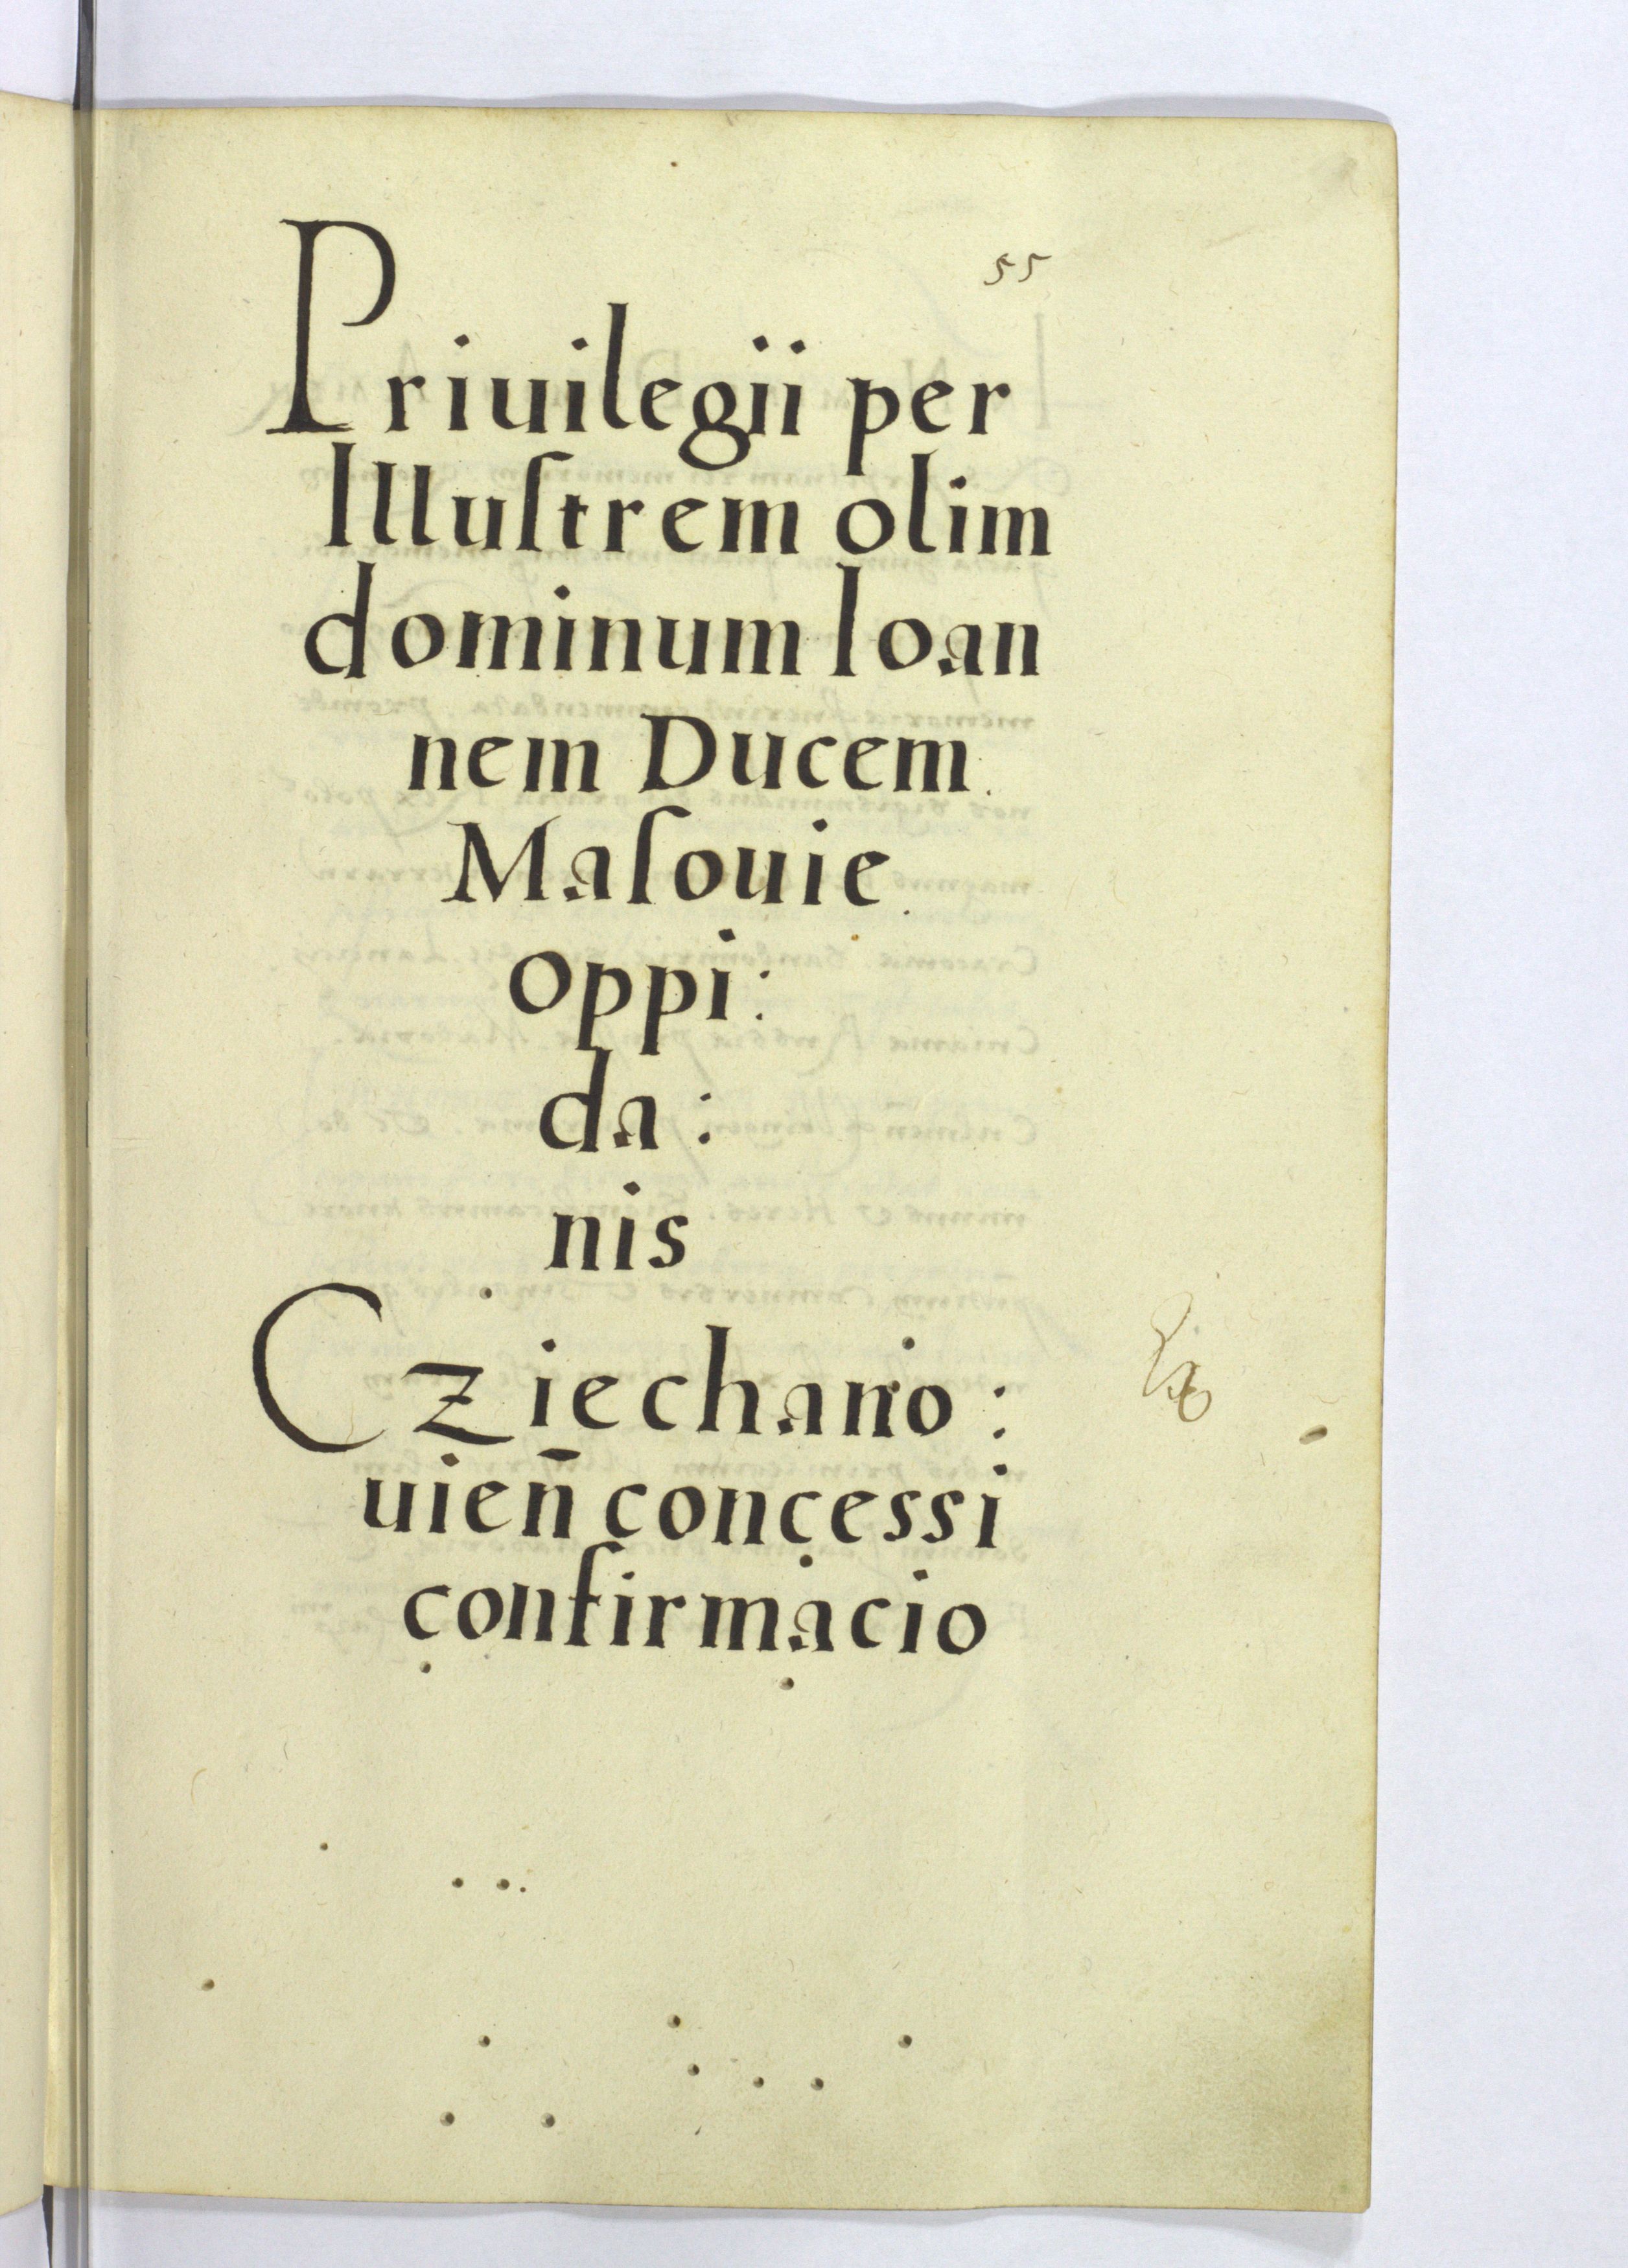 55
Priuilegii per
Illuſtrem olim
dominum Ioan
nem Ducem
Maſouie
oppi:
da:
nis
Cziechano:
uien̄ concessi
confirmacio